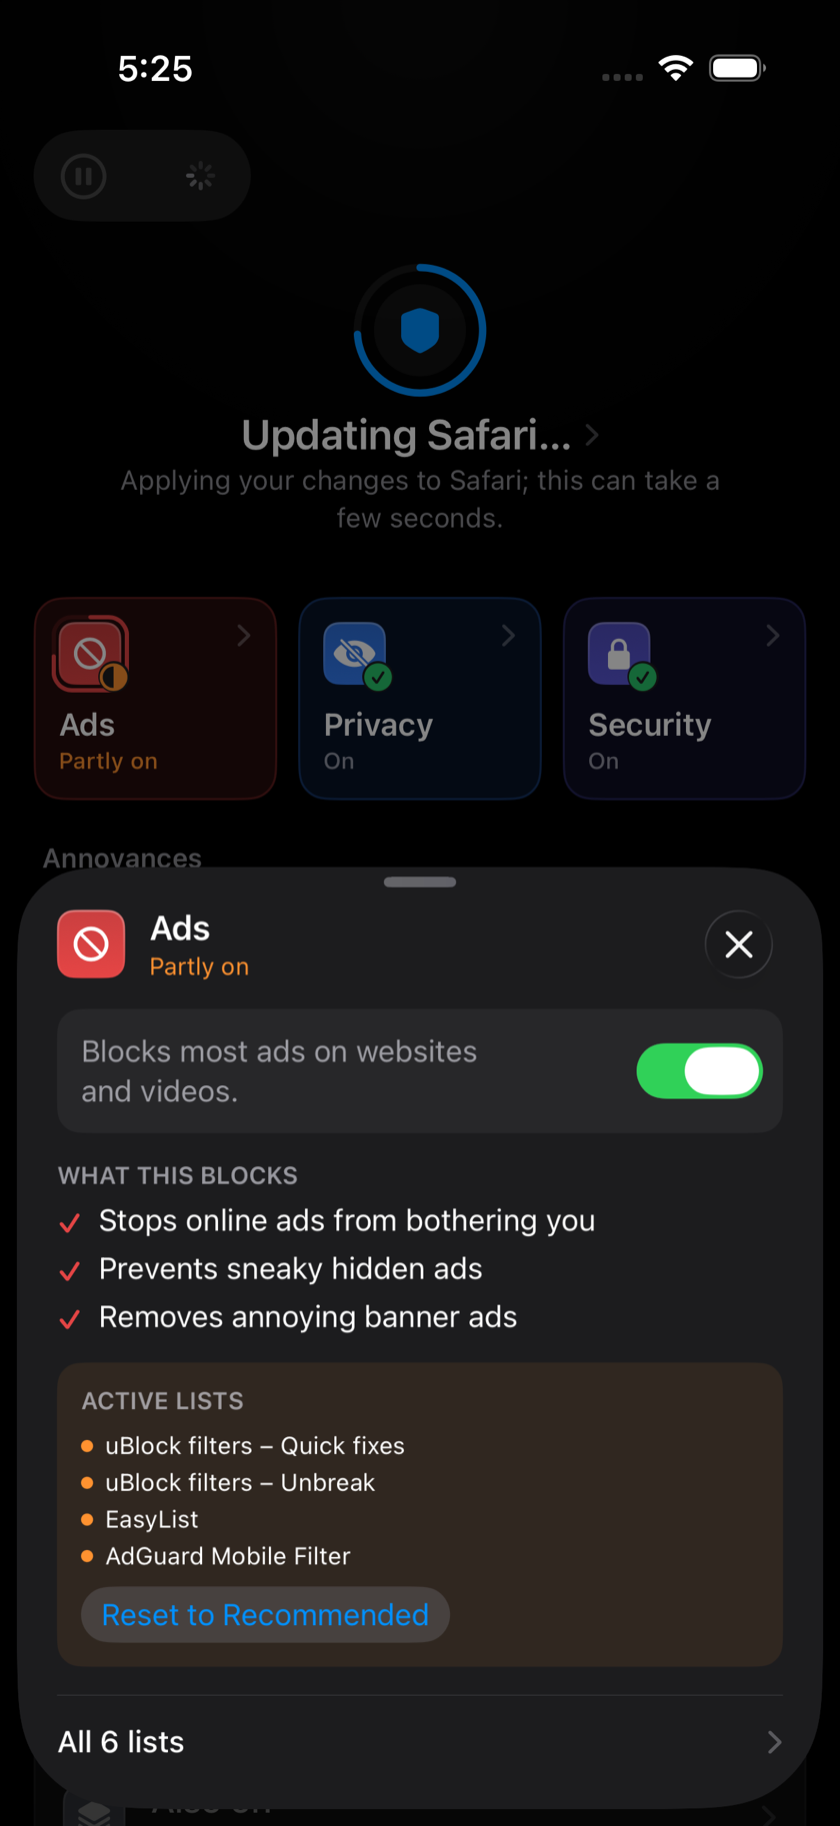 5:25
Updating Safari...
Applying your changes to Safari; this can take a
few seconds.
Ads
Partly on
Privacy
On
Security
On
Annoyances
Ads
Partly on
Blocks most ads on websites
and videos.
WHAT THIS BLOCKS
Stops online ads from bothering you
Prevents sneaky hidden ads
Removes annoying banner ads
ACTIVE LISTS
uBlock filters – Quick fixes
uBlock filters – Unbreak
EasyList
AdGuard Mobile Filter
Reset to Recommended
All 6 lists